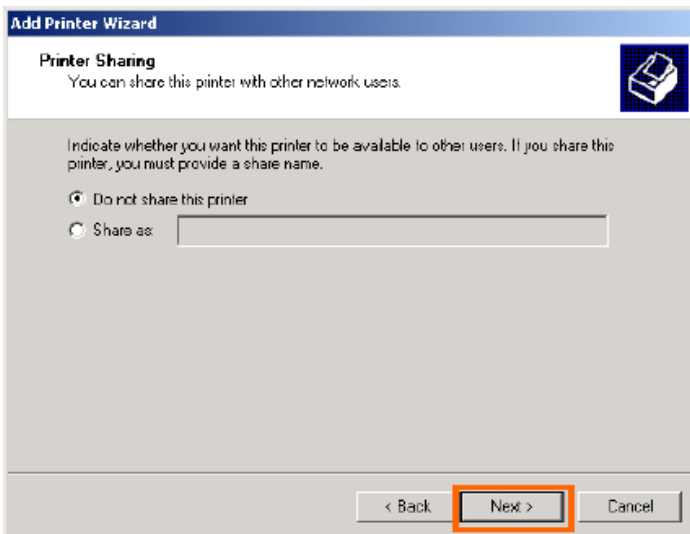 Add Printer Wizard
Printer Sharing
You can share this printer with other network users.
Indicate whether you want this printer to be available to other users. If you share this
printer, you must provide a share name.
Do not share this printer
Share as:
< Back
Next >
Cancel